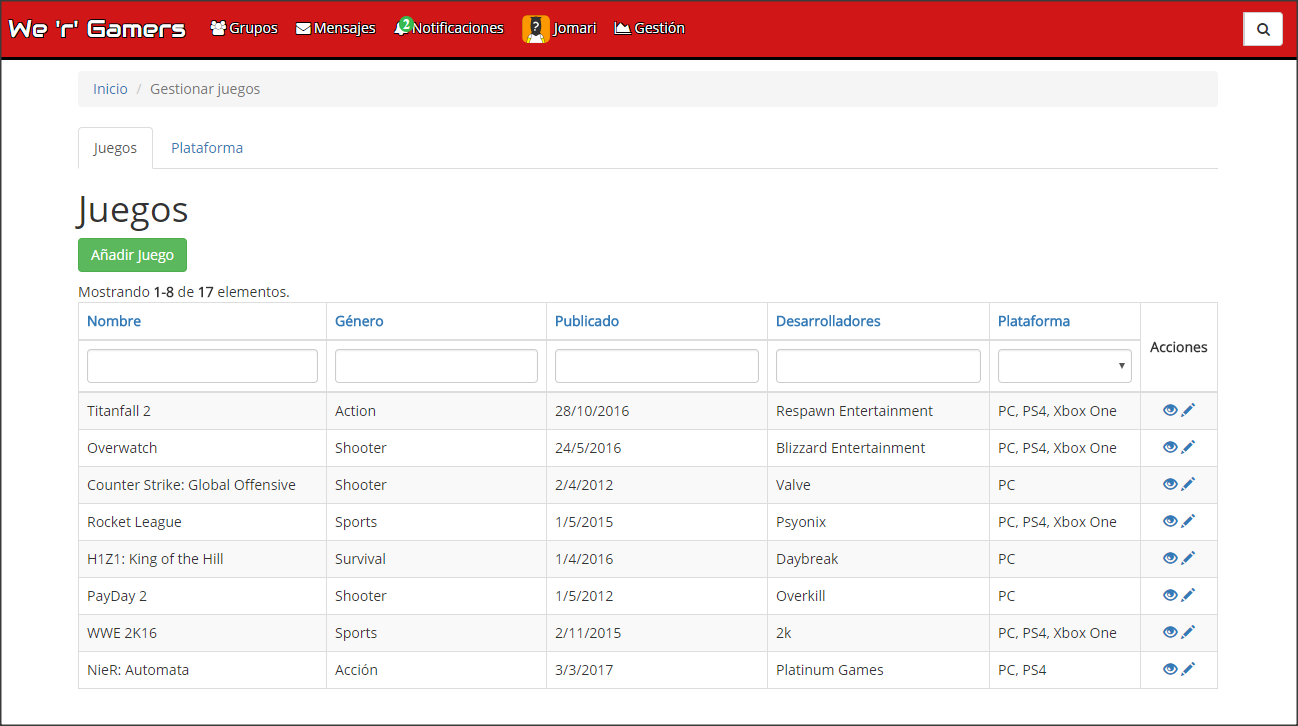 We 'r' Gamers Grupos Mensajes 2 Notificaciones ? Jomari Gestión
Inicio / Gestionar juegos
Juegos Plataforma
Juegos
Añadir Juego
Mostrando 1-8 de 17 elementos.
Nombre Género Publicado Desarrolladores Plataforma Acciones
Titanfall 2 Action 28/10/2016 Respawn Entertainment PC, PS4, Xbox One
Overwatch Shooter 24/5/2016 Blizzard Entertainment PC, PS4, Xbox One
Counter Strike: Global Offensive Shooter 2/4/2012 Valve PC
Rocket League Sports 1/5/2015 Psyonix PC, PS4, Xbox One
H1Z1: King of the Hill Survival 1/4/2016 Daybreak PC
PayDay 2 Shooter 1/5/2012 Overkill PC
WWE 2K16 Sports 2/11/2015 2k PC, PS4, Xbox One
NieR: Automata Acción 3/3/2017 Platinum Games PC, PS4